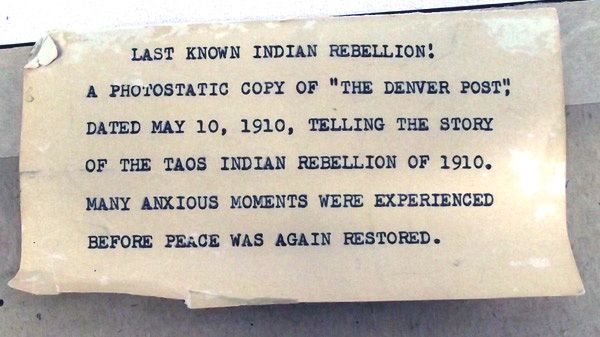 LAST KNOWN INDIAN REBELLION!
A PHOTOSTATIC COPY OF "THE DENVER POST",
DATED MAY 10, 1910, TELLING THE STORY
OF THE TAOS INDIAN REBELLION OF 1910.
MANY ANXIOUS MOMENTS WERE EXPERIENCED
BEFORE PEACE WAS AGAIN RESTORED.